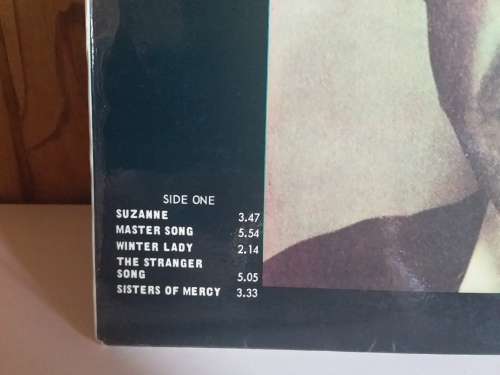 SIDE ONE
SUZANNE 3.47
MASTER SONG 5.54
WINTER LADY 2.14
THE STRANGER
SONG 5.05
SISTERS OF MERCY 3.33